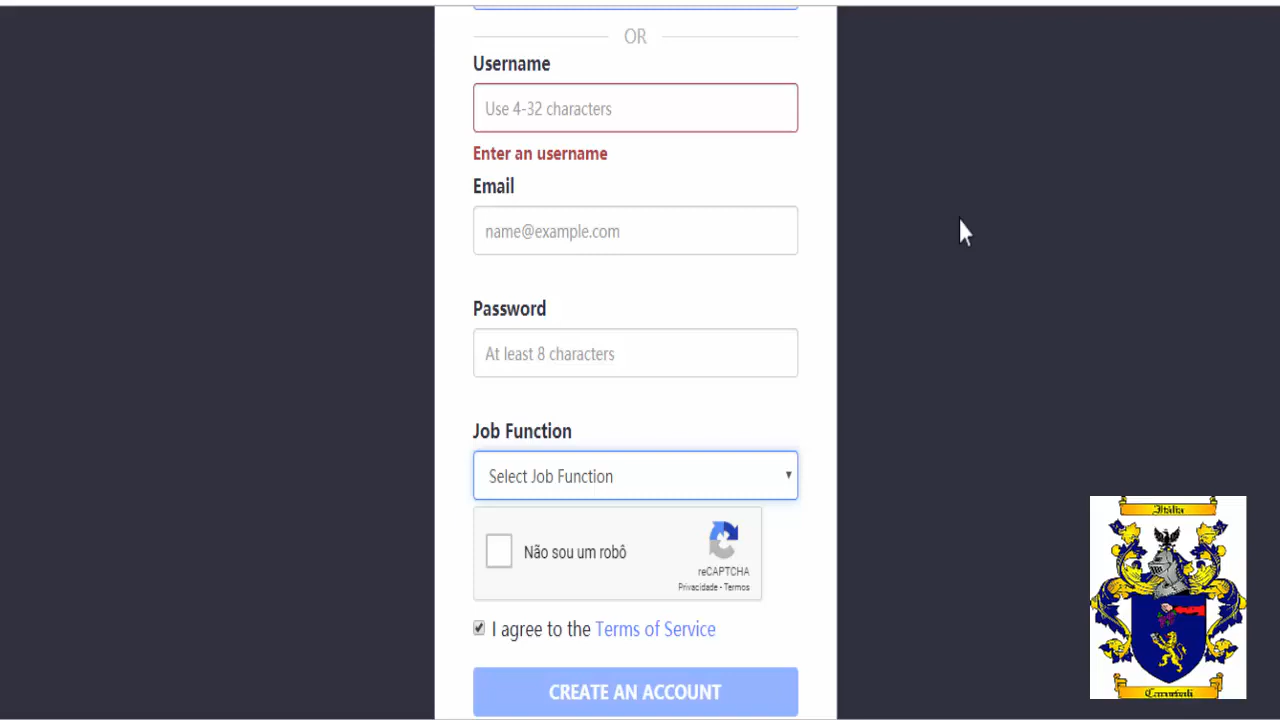 OR
Username
Use 4-32 characters
Enter an username
Email
name@example.com
Password
At least 8 characters
Job Function
Select Job Function
Não sou um robô
reCAPTCHA
Privacidade - Termos
I agree to the Terms of Service
CREATE AN ACCOUNT
Itália